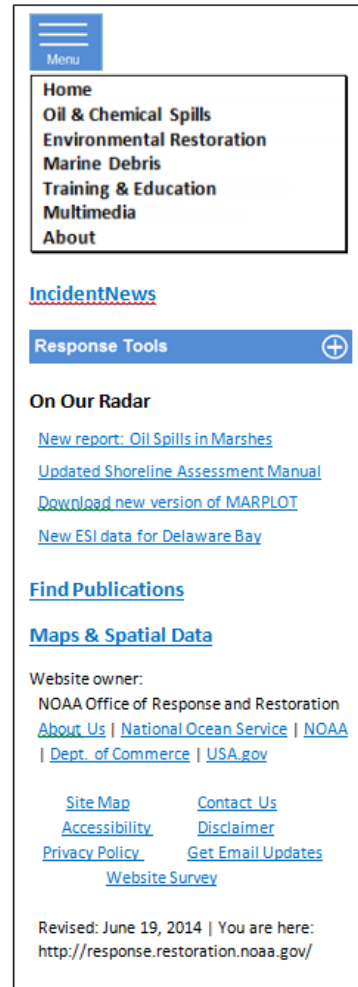 Menu
Home
Oil & Chemical Spills
Environmental Restoration
Marine Debris
Training & Education
Multimedia
About
IncidentNews
Response Tools
On Our Radar
New report: Oil Spills in Marshes
Updated Shoreline Assessment Manual
Download new version of MARPLOT
New ESI data for Delaware Bay
Find Publications
Maps & Spatial Data
Website owner:
NOAA Office of Response and Restoration
About Us | National Ocean Service | NOAA
| Dept. of Commerce | USA.gov
Site Map Contact Us
Accessibility Disclaimer
Privacy Policy Get Email Updates
Website Survey
Revised: June 19, 2014 | You are here:
http://response.restoration.noaa.gov/